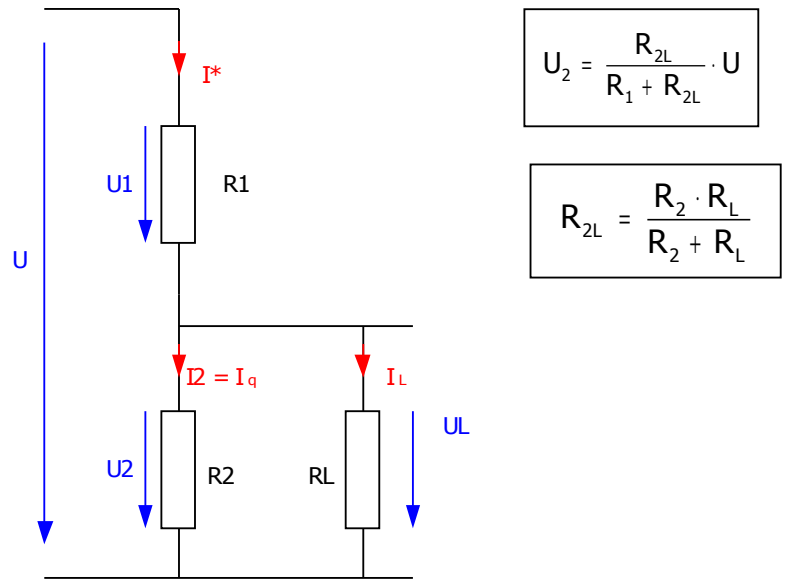 I*
U1
R1
U
I2 = Iq
IL
U2
R2
RL
UL
U₂ = R₂L / (R₁ + R₂L) · U
R₂L = (R₂ · RL) / (R₂ + RL)